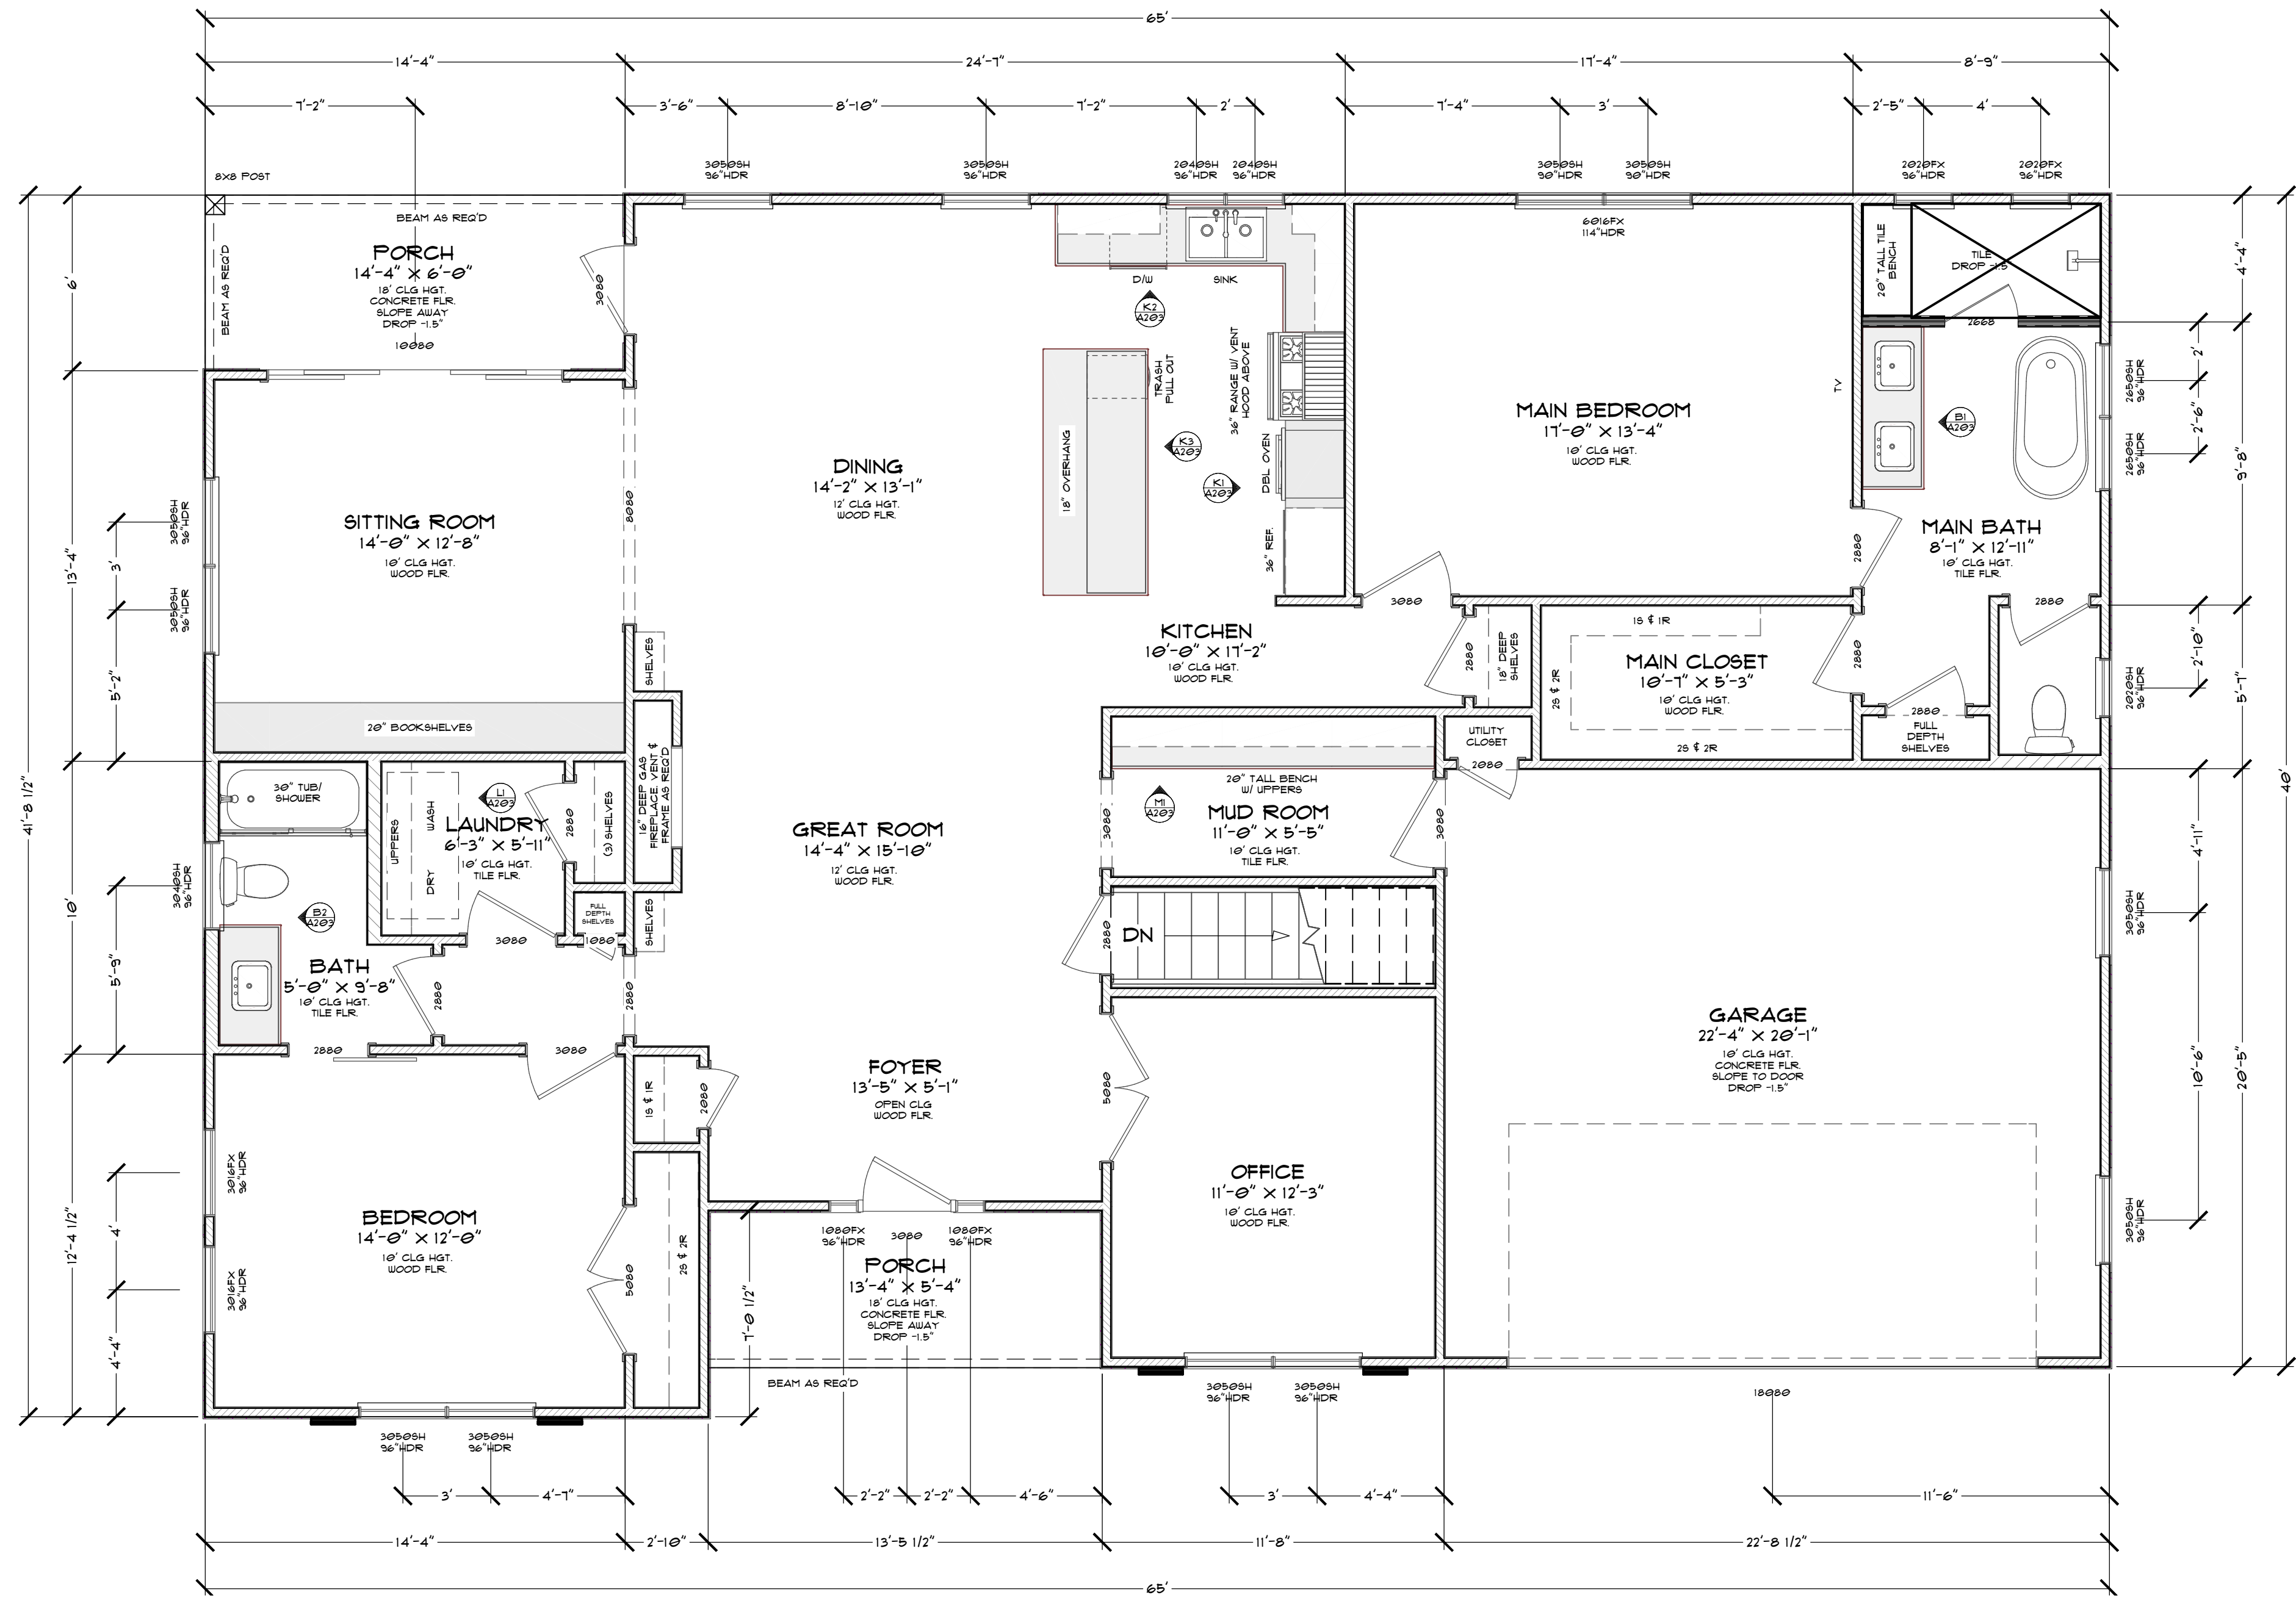 65'
14'-4"
24'-7"
17'-4"
8'-9"
7'-2"
3'-6"
8'-10"
7'-2"
2'
7'-4"
3'
2'-5"
4'
3050SH
96"HDR
3050SH
96"HDR
2040SH
96"HDR
2040SH
96"HDR
3050SH
90"HDR
3050SH
90"HDR
2020FX
96"HDR
2020FX
96"HDR
8X8 POST
BEAM AS REQ'D
BEAM AS REQ'D
PORCH
14'-4" X 6'-0"
18' CLG HGT.
CONCRETE FLR.
SLOPE AWAY
DROP -1.5"
10080
3080
6016FX
114"HDR
20" TALL TILE
BENCH
TILE
DROP -1.5"
2668
D/W
SINK
K2
A203
TRASH
PULL OUT
36" RANGE W/ VENT
HOOD ABOVE
18" OVERHANG
K3
A203
K1
A203
DBL OVEN
36" REF.
DINING
14'-2" X 13'-1"
12' CLG HGT.
WOOD FLR.
MAIN BEDROOM
17'-0" X 13'-4"
10' CLG HGT.
WOOD FLR.
TV
B1
A203
MAIN BATH
8'-1" X 12'-11"
10' CLG HGT.
TILE FLR.
2880
2880
3080
SITTING ROOM
14'-0" X 12'-8"
10' CLG HGT.
WOOD FLR.
8080
20" BOOKSHELVES
SHELVES
KITCHEN
10'-0" X 17'-2"
10' CLG HGT.
WOOD FLR.
2880
18" DEEP
SHELVES
1S & 1R
2S & 2R
MAIN CLOSET
10'-7" X 5'-3"
10' CLG HGT.
WOOD FLR.
2S & 2R
2880
2880
FULL
DEPTH
SHELVES
UTILITY
CLOSET
2080
20" TALL BENCH
W/ UPPERS
M1
A203
MUD ROOM
11'-0" X 5'-5"
10' CLG HGT.
TILE FLR.
3080
3080
30" TUB/
SHOWER
UPPERS
WASH
DRY
L1
A203
LAUNDRY
6'-3" X 5'-11"
10' CLG HGT.
TILE FLR.
2880
(3) SHELVES
16" DEEP GAS
FIREPLACE. VENT &
FRAME AS REQ'D
GREAT ROOM
14'-4" X 15'-10"
12' CLG HGT.
WOOD FLR.
FULL
DEPTH
SHELVES
SHELVES
1080
3080
B2
A203
BATH
5'-0" X 9'-8"
10' CLG HGT.
TILE FLR.
2880
2880
2880
DN
2880
GARAGE
22'-4" X 20'-1"
10' CLG HGT.
CONCRETE FLR.
SLOPE TO DOOR
DROP -1.5"
3080
1S & 1R
2080
FOYER
13'-5" X 5'-1"
OPEN CLG
WOOD FLR.
5080
OFFICE
11'-0" X 12'-3"
10' CLG HGT.
WOOD FLR.
BEDROOM
14'-0" X 12'-0"
10' CLG HGT.
WOOD FLR.
5080
2S & 2R
1080FX
96"HDR
3080
1080FX
96"HDR
PORCH
13'-4" X 5'-4"
18' CLG HGT.
CONCRETE FLR.
SLOPE AWAY
DROP -1.5"
7'-0 1/2"
BEAM AS REQ'D
3050SH
96"HDR
3050SH
96"HDR
18080
3050SH
96"HDR
3050SH
96"HDR
41'-8 1/2"
6'
13'-4"
10'
12'-4 1/2"
3'
5'-2"
5'-9"
4'
4'-4"
3050SH
96"HDR
3050SH
96"HDR
3040SH
96"HDR
3016FX
96"HDR
3016FX
96"HDR
2650SH
96"HDR
2650SH
96"HDR
2020SH
96"HDR
3050SH
96"HDR
3050SH
96"HDR
2'
2'-6"
2'-10"
4'-11"
10'-6"
4'-4"
9'-8"
5'-7"
20'-5"
40'
3'
4'-7"
2'-2"
2'-2"
4'-6"
3'
4'-4"
11'-6"
14'-4"
2'-10"
13'-5 1/2"
11'-8"
22'-8 1/2"
65'